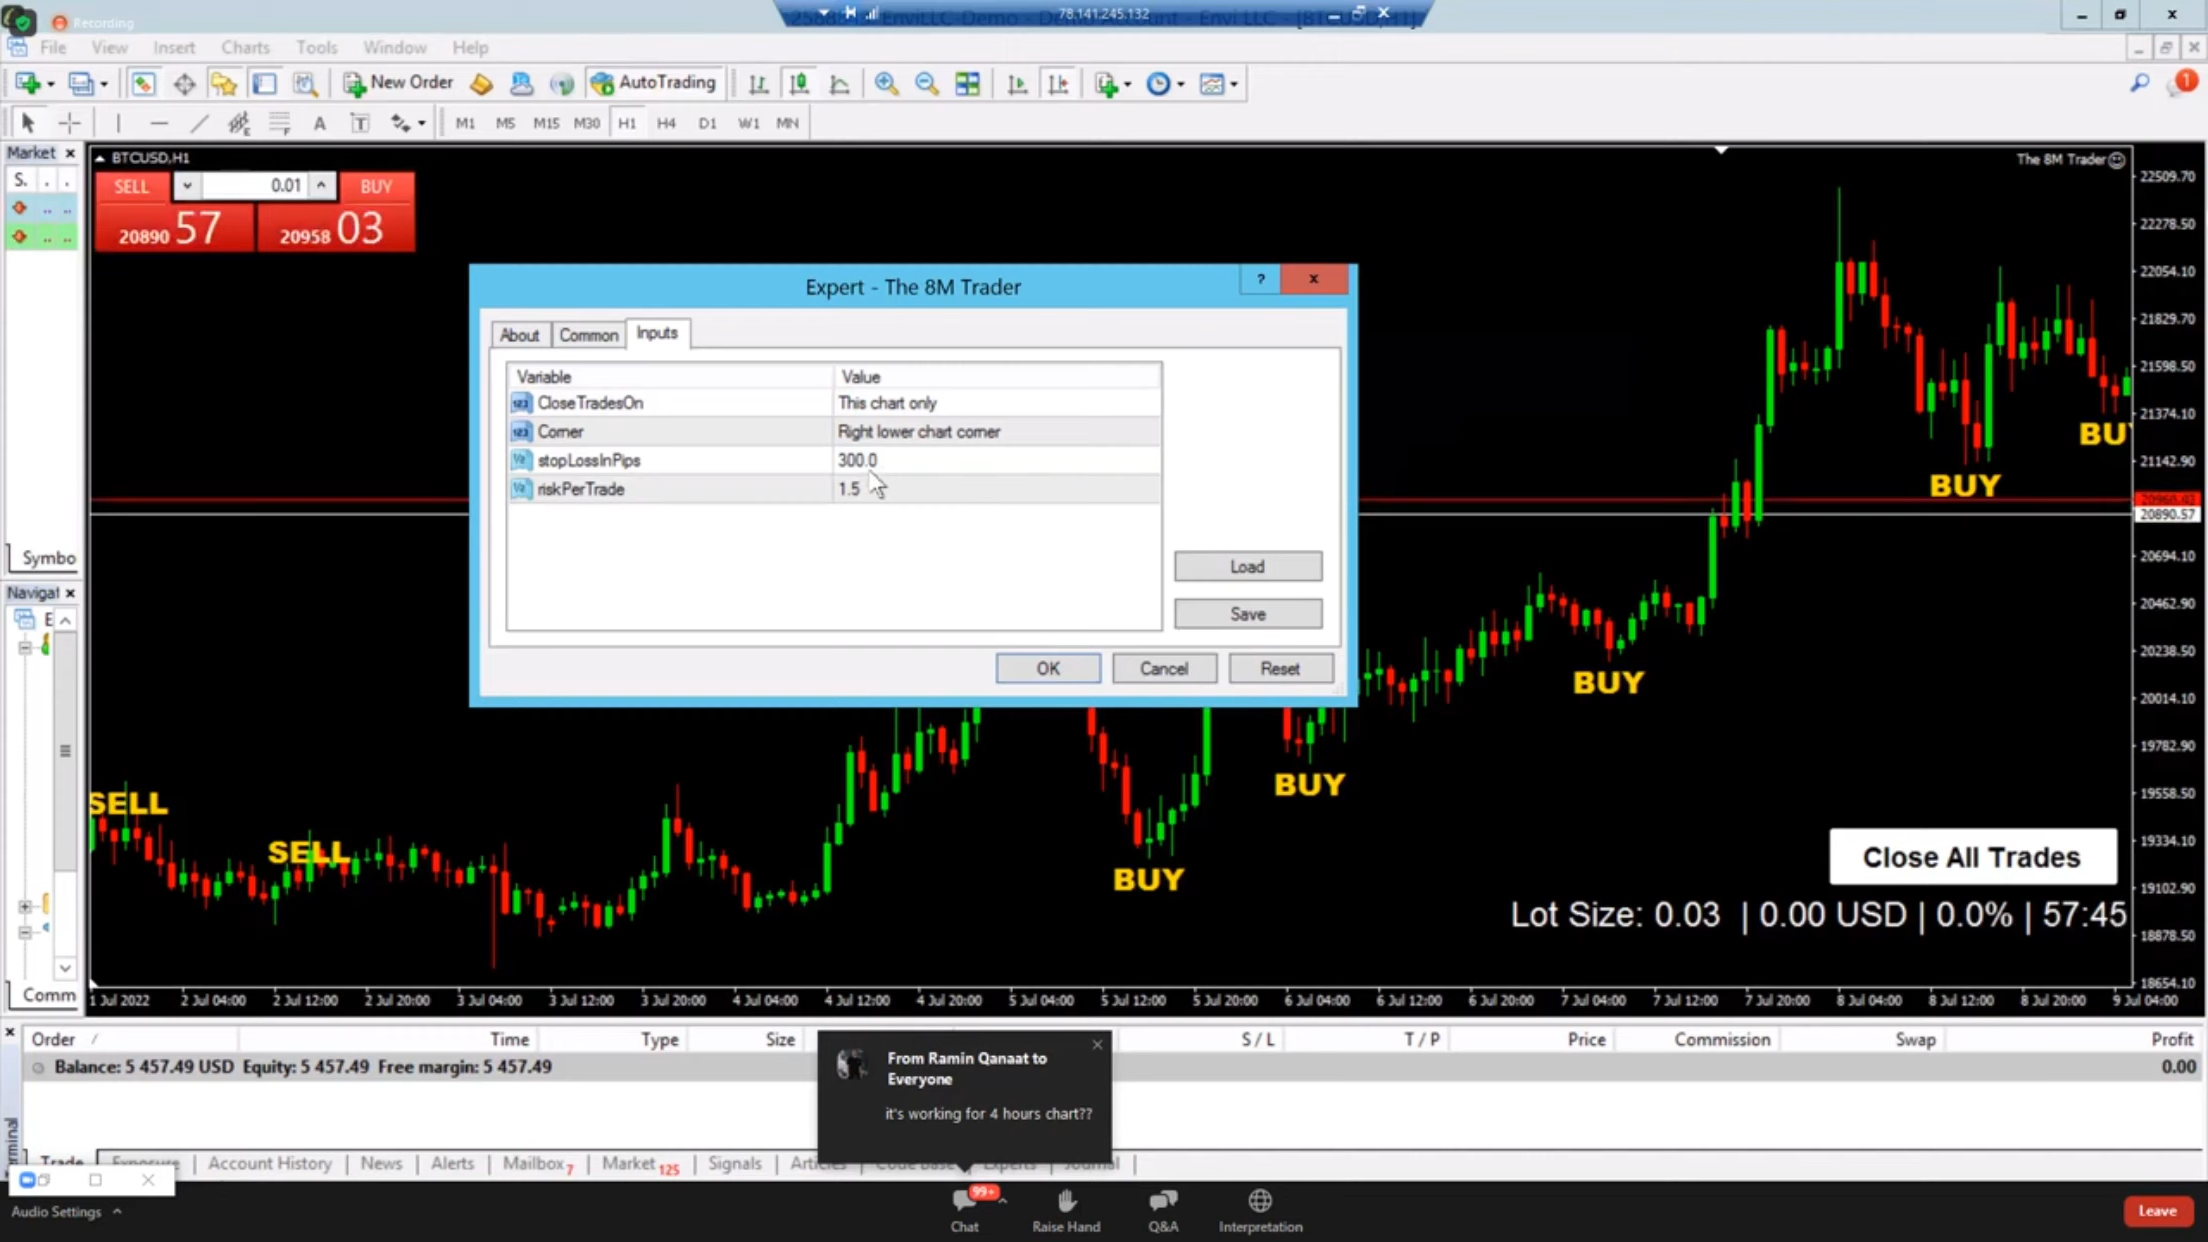 Recording
78.141.245.132
File View Insert Charts Tools Window Help
New Order AutoTrading
1
M1 M5 M15 M30 H1 H4 D1 W1 MN
Market
BTCUSD,H1
The 8M Trader
S.
SELL 0.01 BUY
20890 57 20958 03
22509.70
22278.50
22054.10
21829.70
21598.50
21374.10
21142.90
20890.57
20694.10
20462.90
20238.50
20014.10
19782.90
19558.50
19334.10
19102.90
18878.50
18654.10
Expert - The 8M Trader
? x
About Common Inputs
Variable Value
CloseTradesOn This chart only
Corner Right lower chart corner
stopLossInPips 300.0
riskPerTrade 1.5
Load
Save
OK Cancel Reset
Symbo
Navigat
Comm
SELL
SELL
BUY
BUY
BUY
BUY
BU
Close All Trades
Lot Size: 0.03 | 0.00 USD | 0.0% | 57:45
1 Jul 2022 2 Jul 04:00 2 Jul 12:00 2 Jul 20:00 3 Jul 04:00 3 Jul 12:00 3 Jul 20:00 4 Jul 04:00 4 Jul 12:00 4 Jul 20:00 5 Jul 04:00 5 Jul 12:00 5 Jul 20:00 6 Jul 04:00 6 Jul 12:00 6 Jul 20:00 7 Jul 04:00 7 Jul 12:00 7 Jul 20:00 8 Jul 04:00 8 Jul 12:00 8 Jul 20:00 9 Jul 04:00
Order / Time Type Size S / L T / P Price Commission Swap Profit
Balance: 5 457.49 USD Equity: 5 457.49 Free margin: 5 457.49 0.00
From Ramin Qanaat to
Everyone
it's working for 4 hours chart??
Trade Exposure Account History News Alerts Mailbox 7 Market 125 Signals Articles Code Base Experts Journal
Audio Settings
99+
Chat Raise Hand Q&A Interpretation
Leave